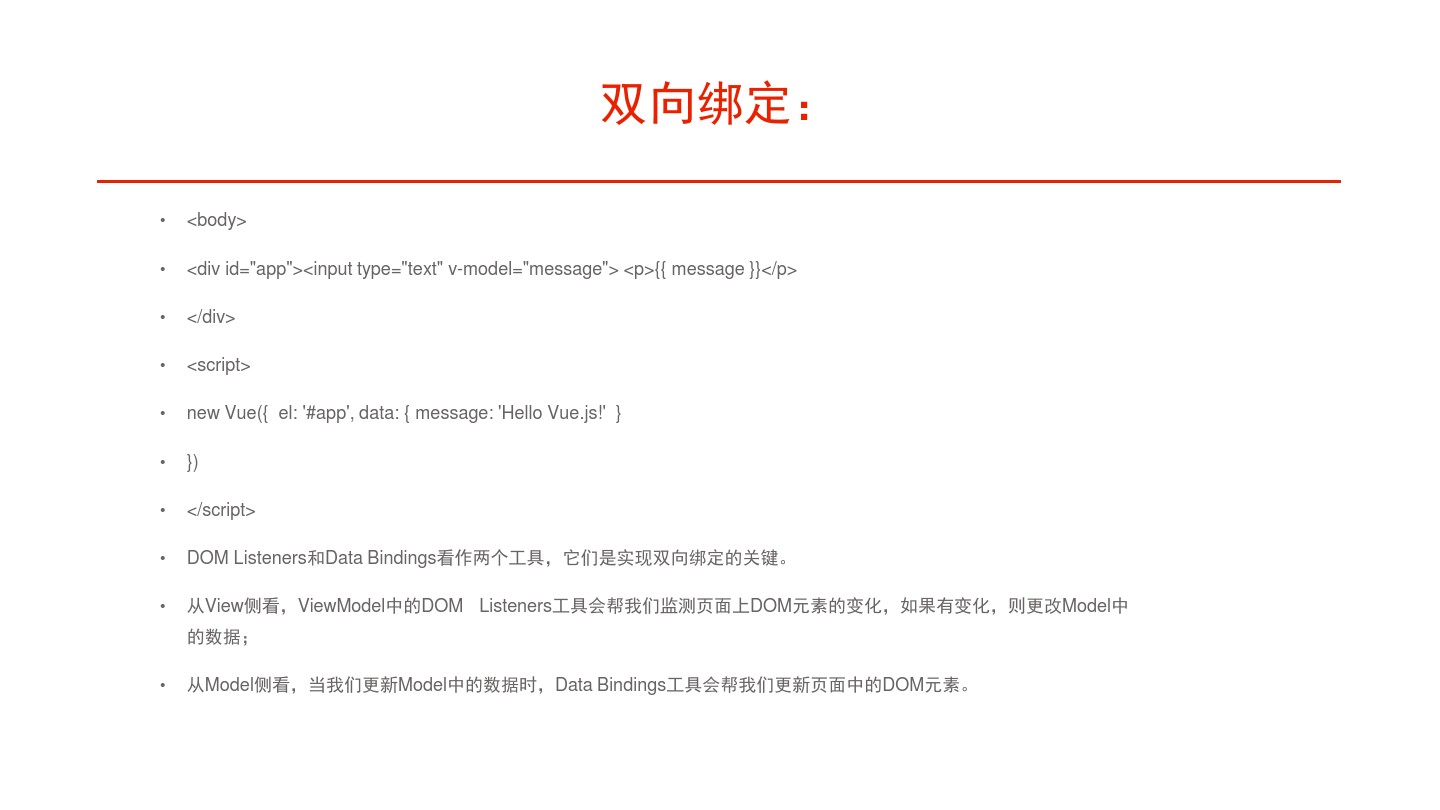 双向绑定：
• <body>
• <div id="app"><input type="text" v-model="message"> <p>{{ message }}</p>
• </div>
• <script>
• new Vue({  el: '#app', data: { message: 'Hello Vue.js!'  }
• })
• </script>
• DOM Listeners和Data Bindings看作两个工具，它们是实现双向绑定的关键。
• 从View侧看，ViewModel中的DOM   Listeners工具会帮我们监测页面上DOM元素的变化，如果有变化，则更改Model中
的数据；
• 从Model侧看，当我们更新Model中的数据时，Data Bindings工具会帮我们更新页面中的DOM元素。